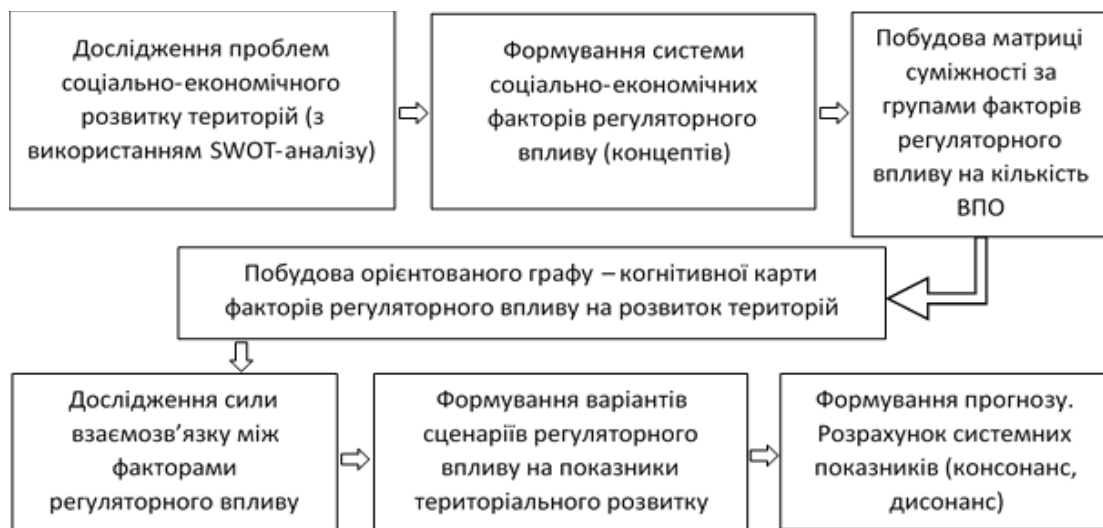 Дослідження проблем
соціально-економічного
розвитку територій (з
використанням SWOT-аналізу)
Формування системи
соціально-економічних
факторів регуляторного
впливу (концептів)
Побудова матриці
суміжності за
групами факторів
регуляторного
впливу на кількість
ВПО
Побудова орієнтованого графу – когнітивної карти
факторів регуляторного впливу на розвиток територій
Дослідження сили
взаємозв’язку між
факторами
регуляторного впливу
Формування варіантів
сценаріїв регуляторного
впливу на показники
територіального розвитку
Формування прогнозу.
Розрахунок системних
показників (консонанс,
дисонанс)